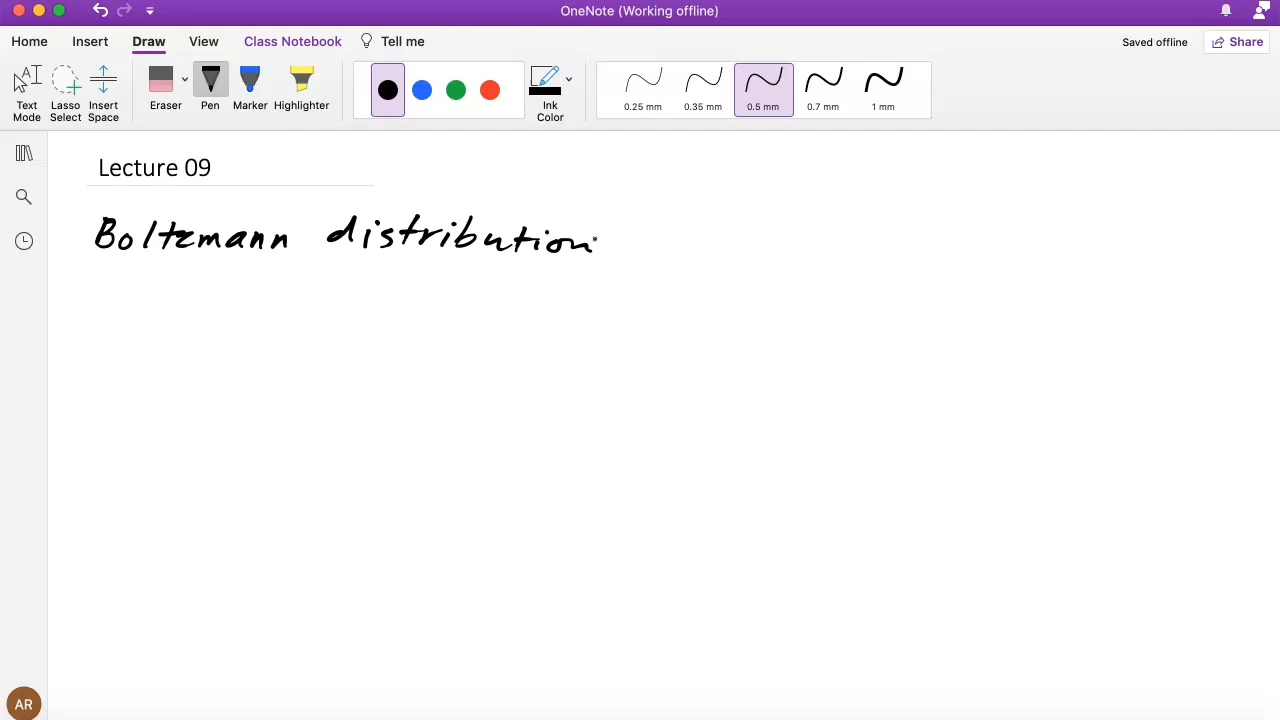 OneNote (Working offline)
Home Insert Draw View Class Notebook Tell me Saved offline Share
Text Mode
Lasso Select
Insert Space
Eraser
Pen
Marker
Highlighter
Ink Color
0.25 mm
0.35 mm
0.5 mm
0.7 mm
1 mm
Lecture 09
Boltzmann distribution
AR